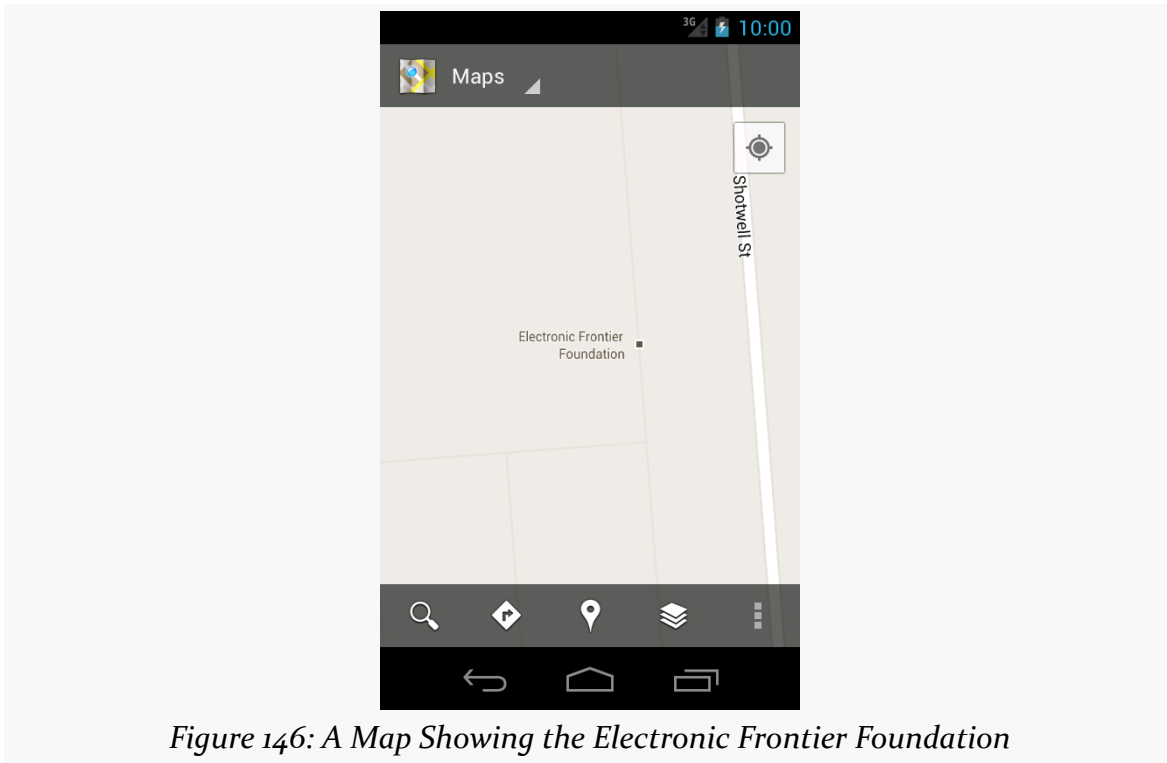 3G 10:00
Maps
Shotwell St
Electronic Frontier
Foundation
Figure 146: A Map Showing the Electronic Frontier Foundation